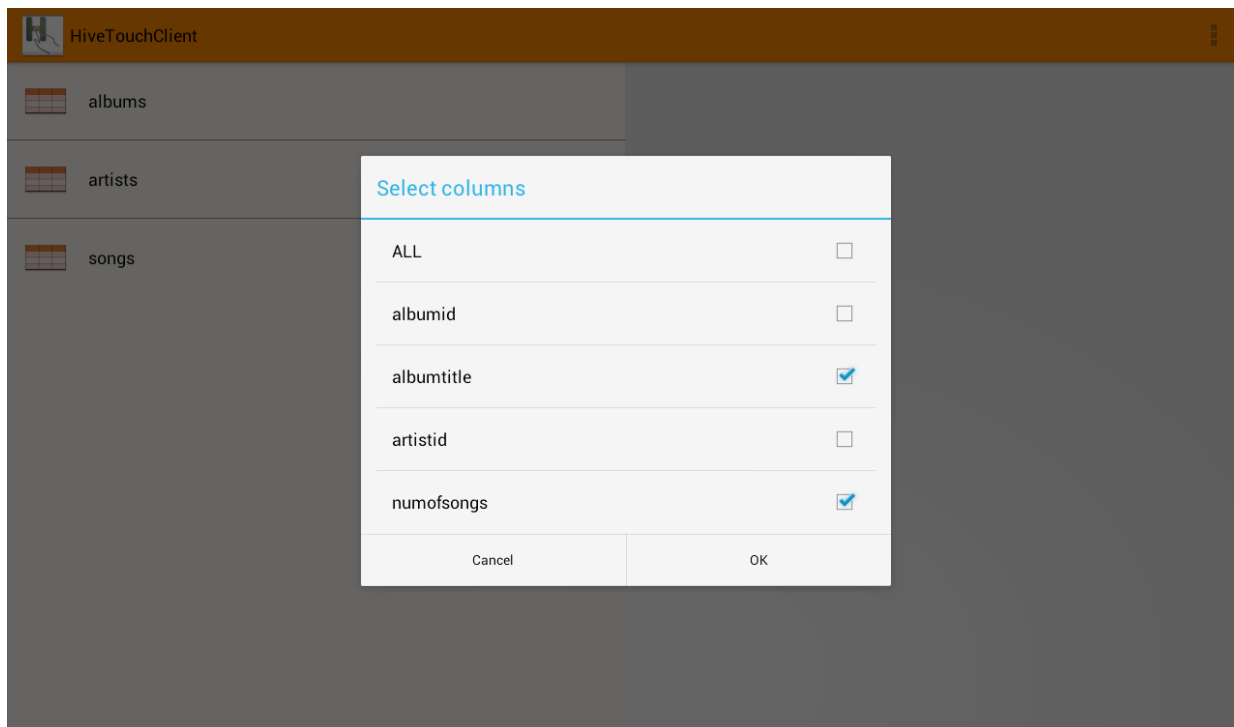 HiveTouchClient
albums
artists
songs
Select columns
ALL
albumid
albumtitle
artistid
numofsongs
Cancel OK